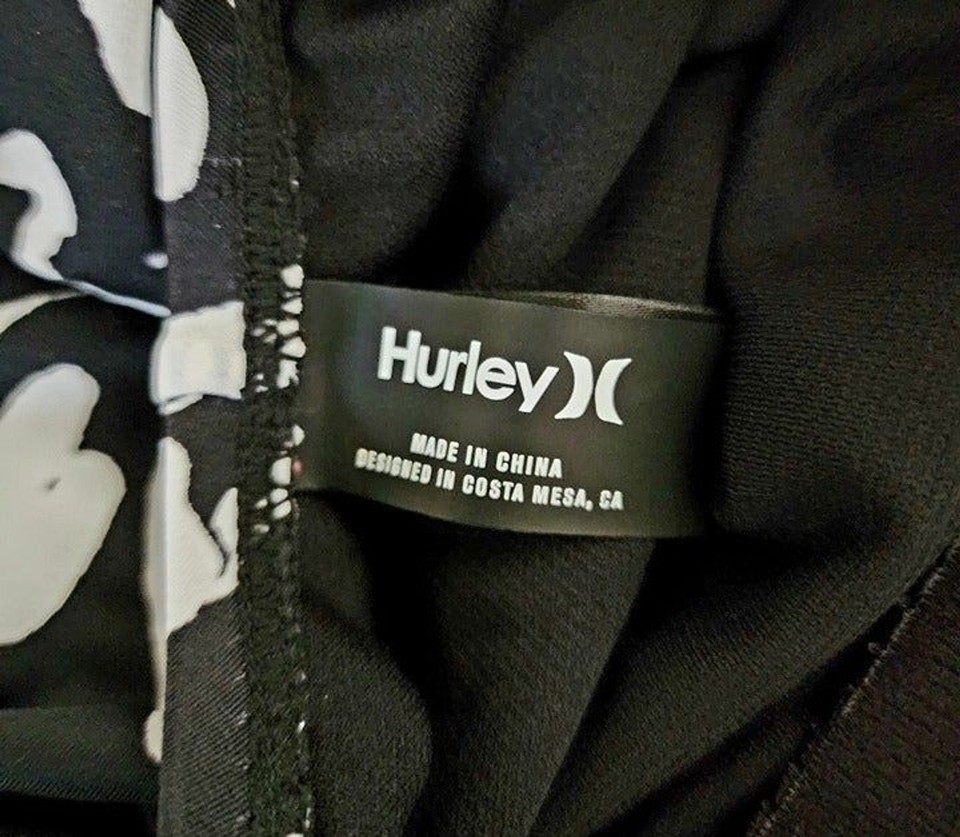 Hurley
MADE IN CHINA
DESIGNED IN COSTA MESA, CA